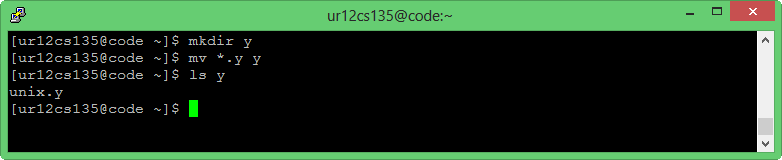 ur12cs135@code:~
[ur12cs135@code ~]$ mkdir y
[ur12cs135@code ~]$ mv *.y y
[ur12cs135@code ~]$ ls y
unix.y
[ur12cs135@code ~]$